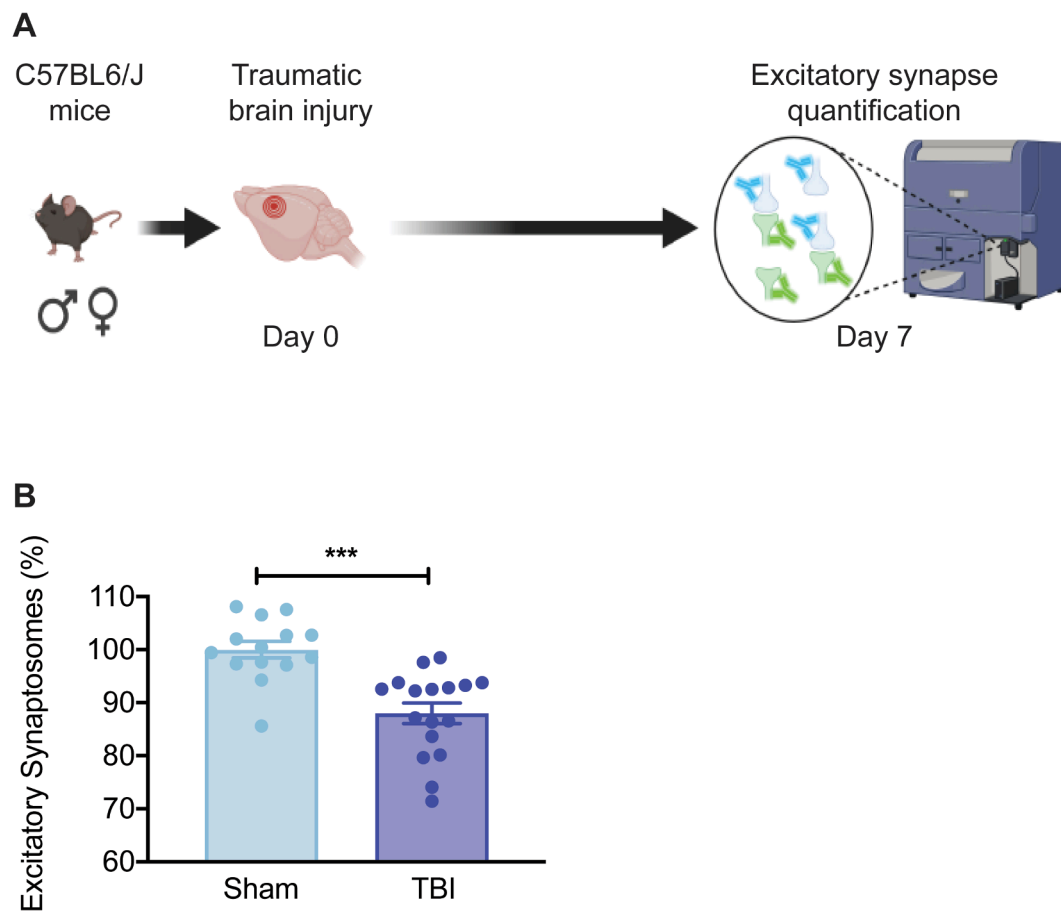 A
C57BL6/J
mice
Traumatic
brain injury
Excitatory synapse
quantification
Day 0
Day 7
B
Excitatory Synaptosomes (%)
***
110
100
90
80
70
60
Sham
TBI